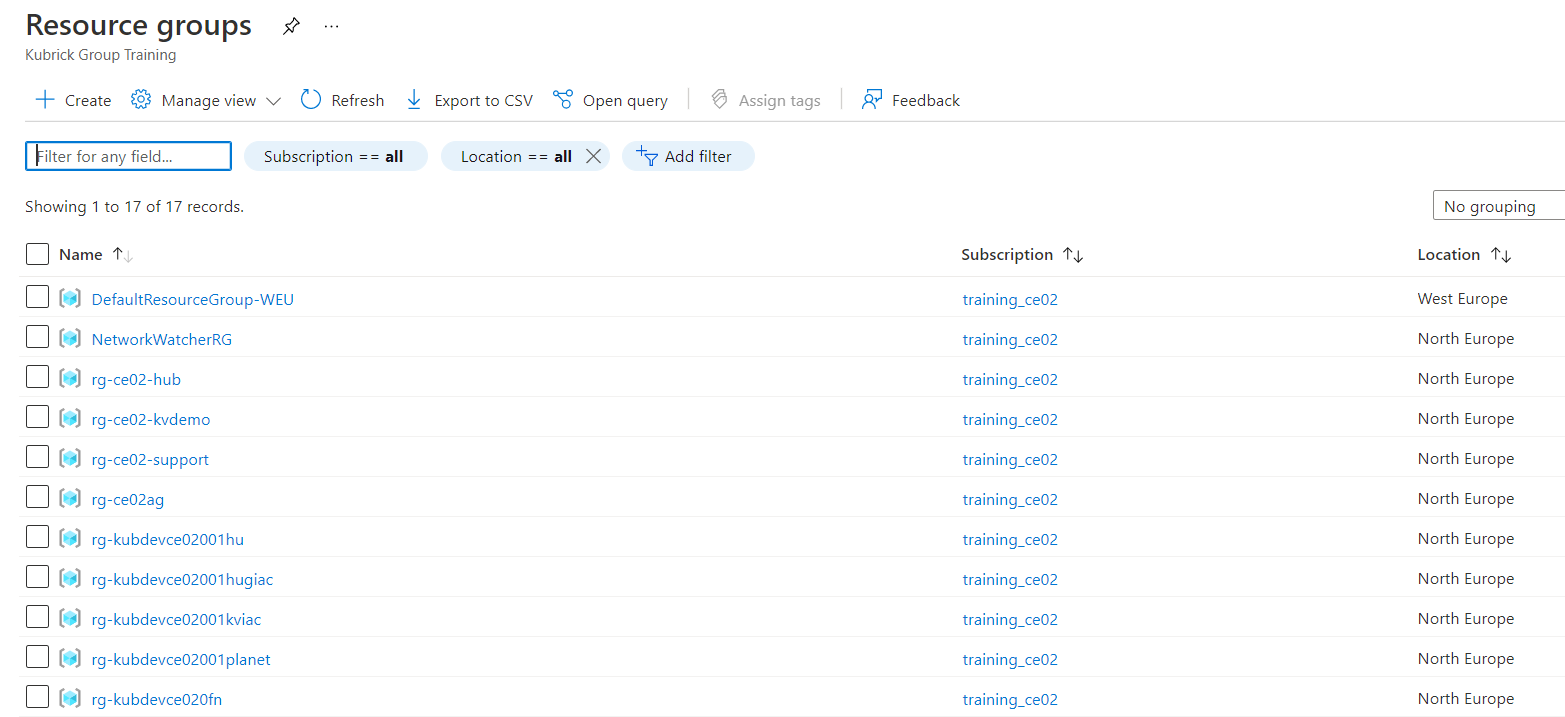 Resource groups
Kubrick Group Training
Create Manage view Refresh Export to CSV Open query Assign tags Feedback
Filter for any field... Subscription == all Location == all Add filter
Showing 1 to 17 of 17 records. No grouping
Name Subscription Location
DefaultResourceGroup-WEU training_ce02 West Europe
NetworkWatcherRG training_ce02 North Europe
rg-ce02-hub training_ce02 North Europe
rg-ce02-kvdemo training_ce02 North Europe
rg-ce02-support training_ce02 North Europe
rg-ce02ag training_ce02 North Europe
rg-kubdevce02001hu training_ce02 North Europe
rg-kubdevce02001hugiac training_ce02 North Europe
rg-kubdevce02001kviac training_ce02 North Europe
rg-kubdevce02001planet training_ce02 North Europe
rg-kubdevce020fn training_ce02 North Europe